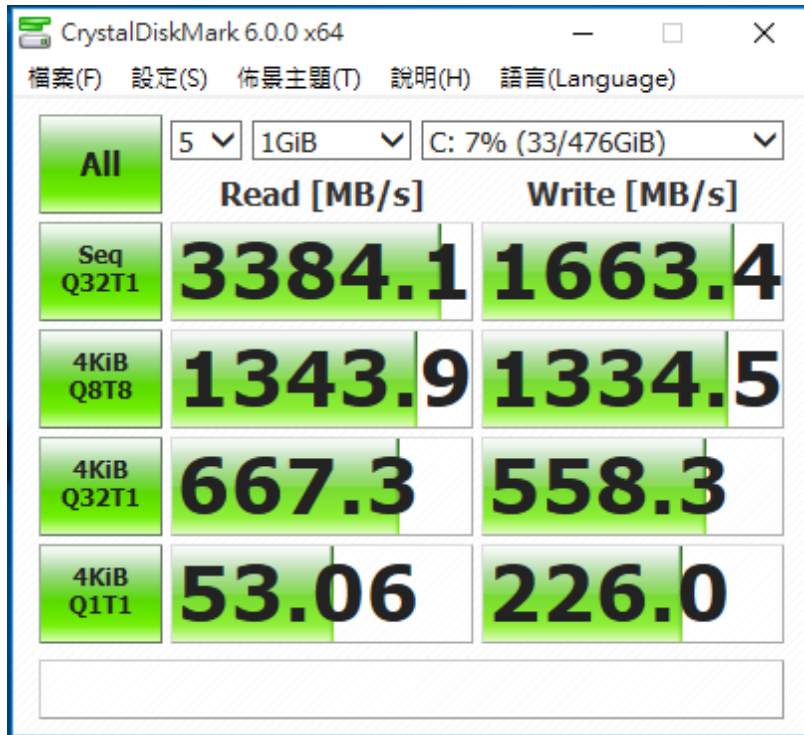 CrystalDiskMark 6.0.0 x64
檔案(F) 設定(S) 佈景主題(T) 說明(H) 語言(Language)
All 5 1GiB C: 7% (33/476GiB)
Read [MB/s] Write [MB/s]
Seq
Q32T1 3384.1 1663.4
4KiB
Q8T8 1343.9 1334.5
4KiB
Q32T1 667.3 558.3
4KiB
Q1T1 53.06 226.0